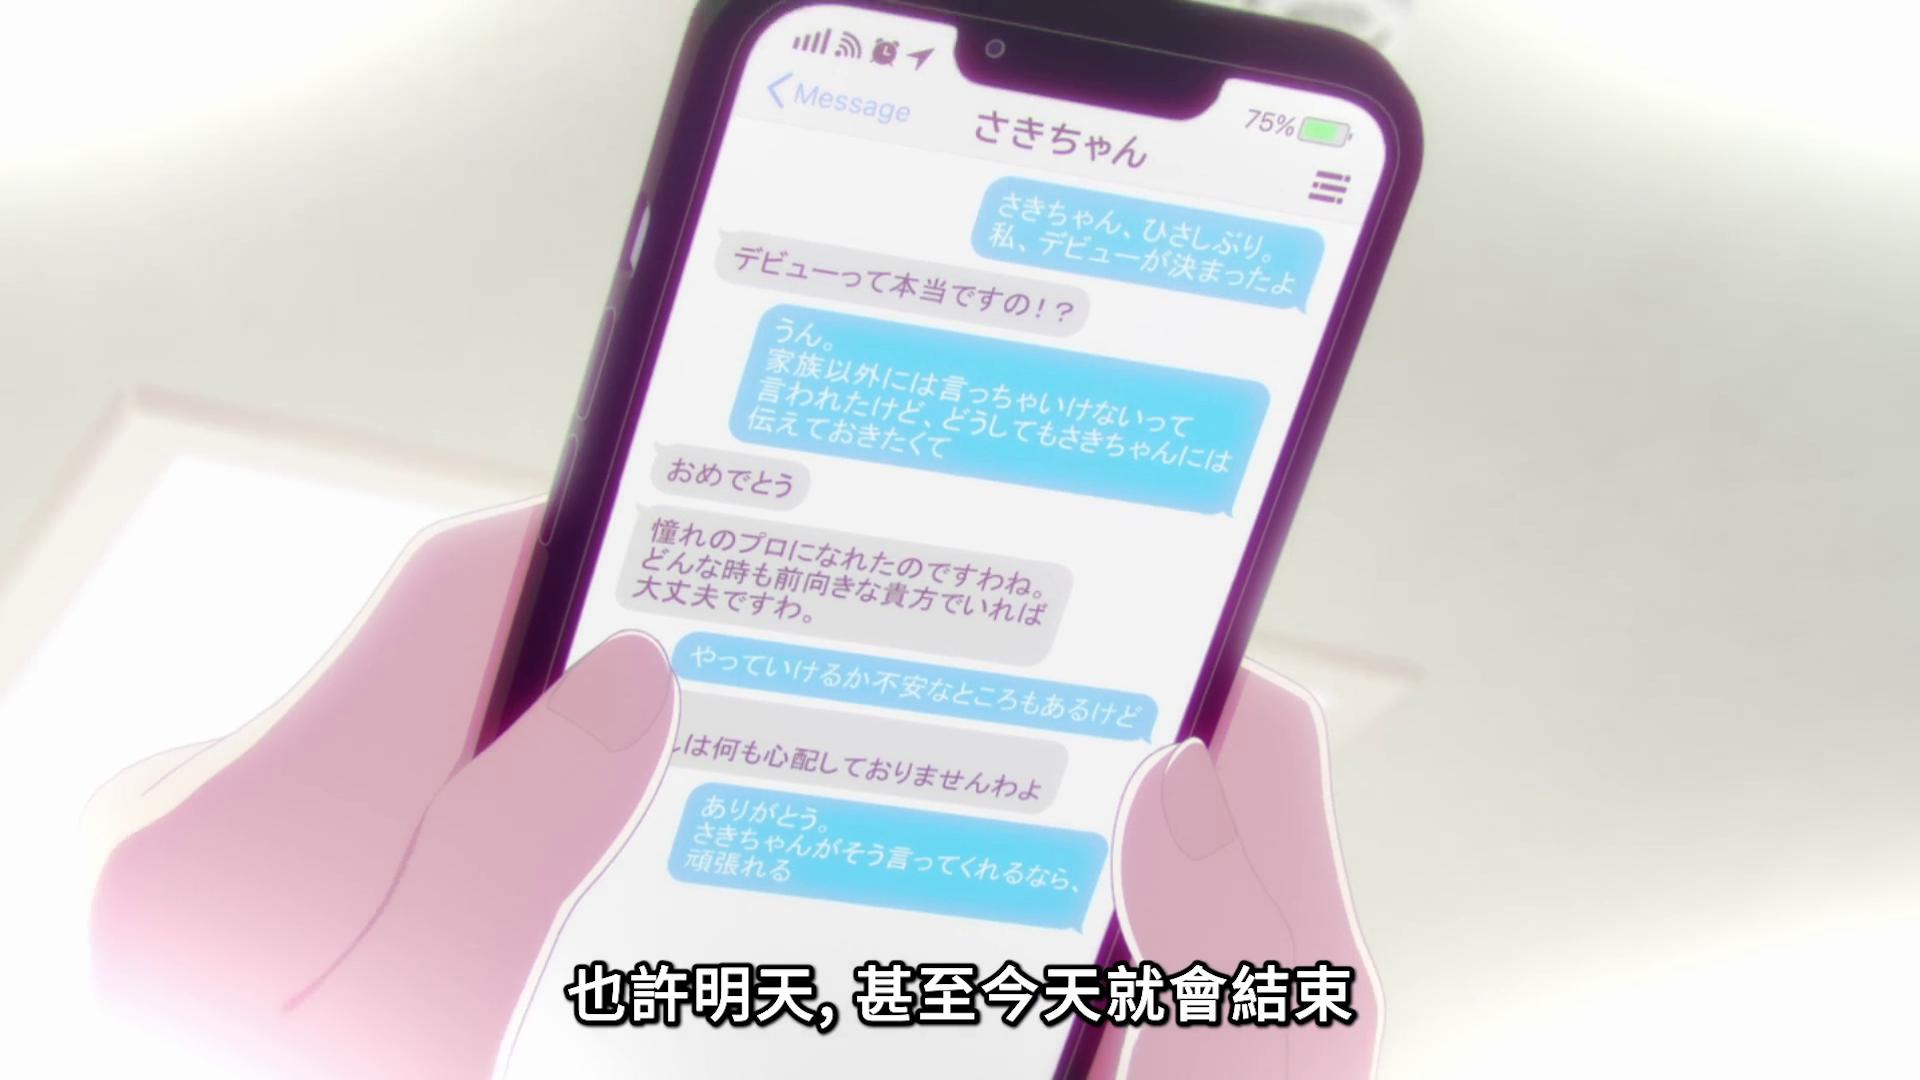 Message
さきちゃん
75%
さきちゃん、ひさしぶり。
私、デビューが決まったよ
デビューって本当ですの!?
うん。
家族以外には言っちゃいけないって
言われたけど、どうしてもさきちゃんには
伝えておきたくて
おめでとう
憧れのプロになれたのですわね。
どんな時も前向きな貴方でいれば
大丈夫ですわ。
やっていけるか不安なところもあるけど
は何も心配しておりませんわよ
ありがとう。
さきちゃんがそう言ってくれるなら、
頑張れる
也許明天, 甚至今天就會結束